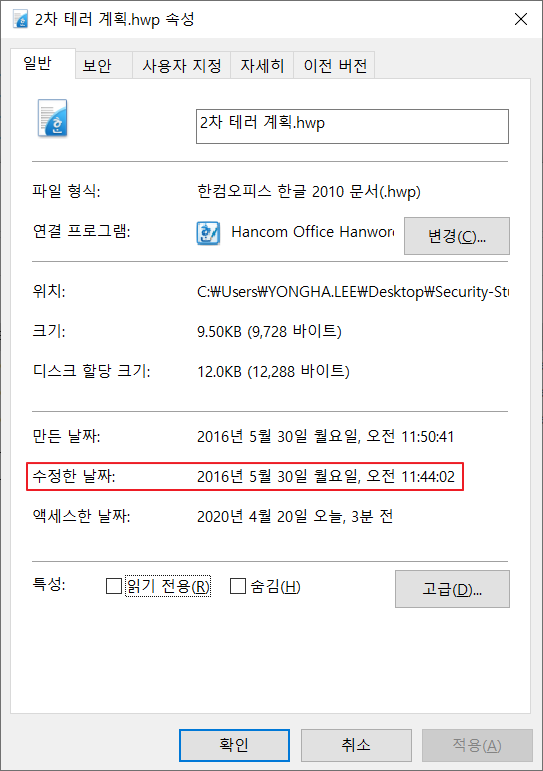 2차 테러 계획.hwp 속성
일반 보안 사용자 지정 자세히 이전 버전
2차 테러 계획.hwp
파일 형식: 한컴오피스 한글 2010 문서(.hwp)
연결 프로그램: Hancom Office Hanword 변경(C)...
위치: C:\Users\YONGHA.LEE\Desktop\Security-Stu
크기: 9.50KB (9,728 바이트)
디스크 할당 크기: 12.0KB (12,288 바이트)
만든 날짜: 2016년 5월 30일 월요일, 오전 11:50:41
수정한 날짜: 2016년 5월 30일 월요일, 오전 11:44:02
액세스한 날짜: 2020년 4월 20일 오늘, 3분 전
특성: 읽기 전용(R) 숨김(H) 고급(D)...
확인 취소 적용(A)